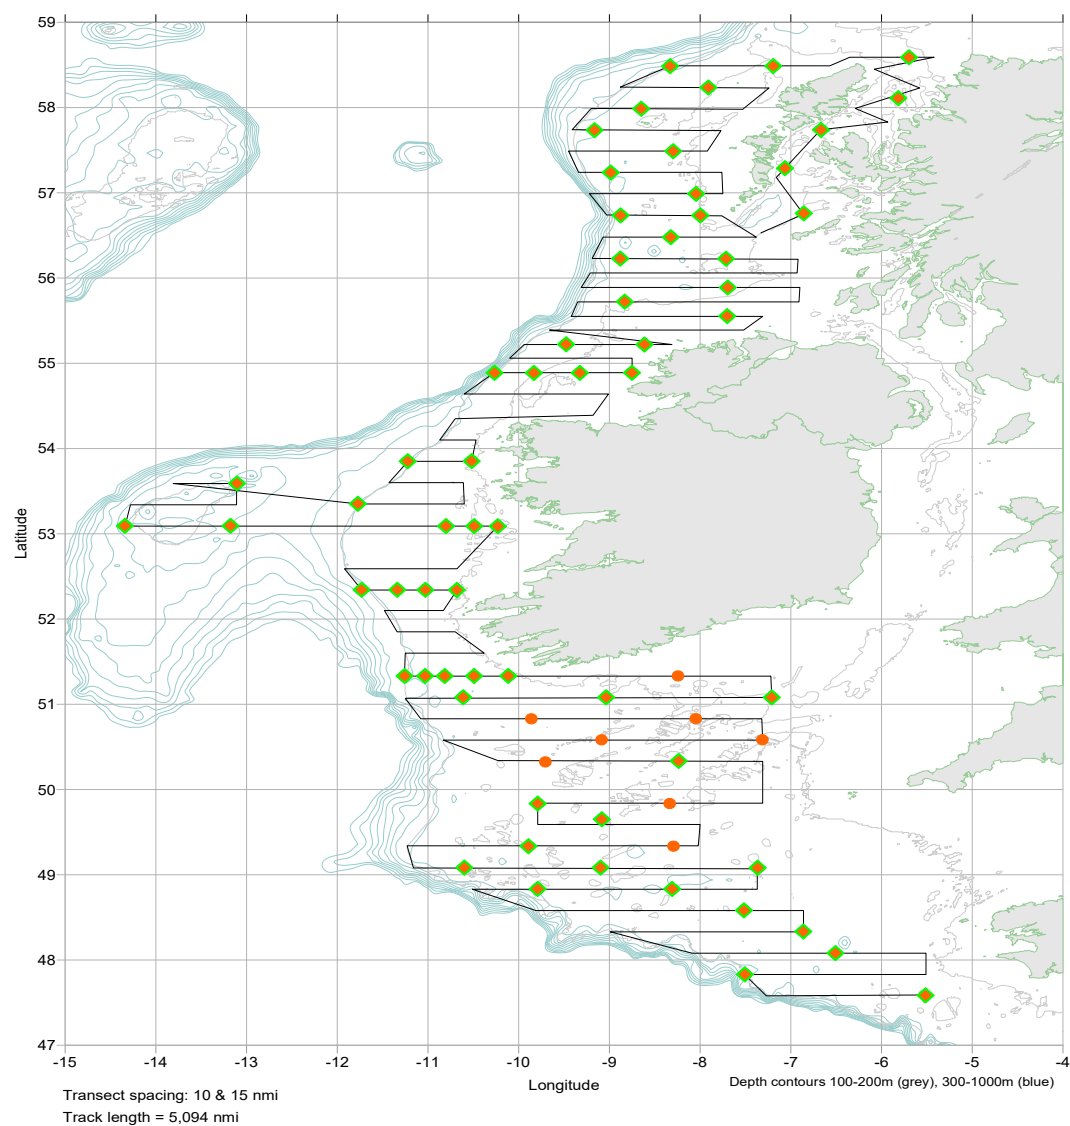 59
58
57
56
55
54
53
52
51
50
49
48
47
Latitude
-15 -14 -13 -12 -11 -10 -9 -8 -7 -6 -5 -4
Longitude
Depth contours 100-200m (grey), 300-1000m (blue)
Transect spacing: 10 & 15 nmi
Track length = 5,094 nmi